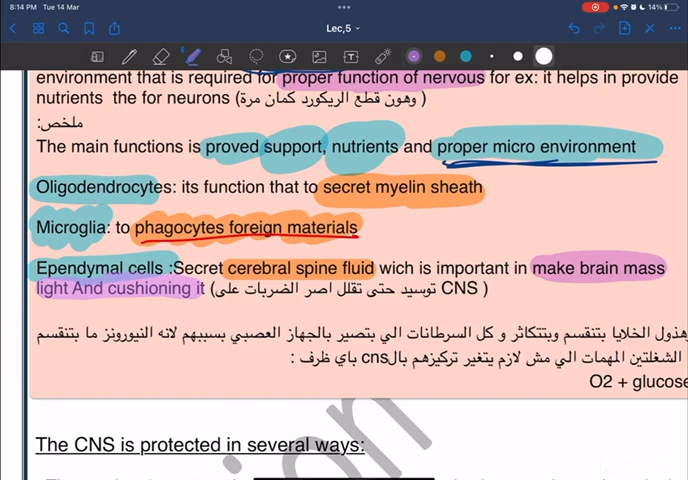 8:14 PM Tue 14 Mar
14%
Lec,5
environment that is required for proper function of nervous for ex: it helps in provide
nutrients the for neurons (وهون قطع الريكورد كمان مرة )
ملخص:
The main functions is proved support, nutrients and proper micro environment
Oligodendrocytes: its function that to secret myelin sheath
Microglia: to phagocytes foreign materials
Ependymal cells :Secret cerebral spine fluid wich is important in make brain mass
light And cushioning it (توسيد حتى تقلل اصر الضربات على CNS )
هذول الخلايا بتنقسم وبتتكاثر و كل السرطانات الي بتصير بالجهاز العصبي بسببهم لانه النيورونز ما بتنقسم
الشغلتين المهمات الي مش لازم يتغير تركيزهم بالcns باي ظرف :
O2 + glucose
The CNS is protected in several ways: